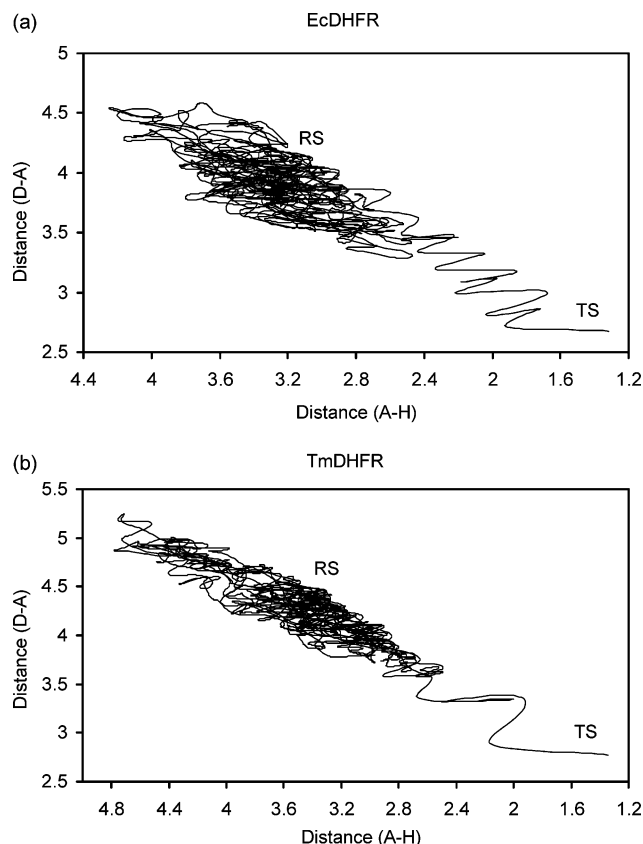 (a)
EcDHFR
5
4.5
4
3.5
3
2.5
Distance (D-A)
RS
TS
4.4 4 3.6 3.2 2.8 2.4 2 1.6 1.2
Distance (A-H)
(b)
TmDHFR
5.5
5
4.5
4
3.5
3
2.5
Distance (D-A)
RS
TS
4.8 4.4 4 3.6 3.2 2.8 2.4 2 1.6 1.2
Distance (A-H)